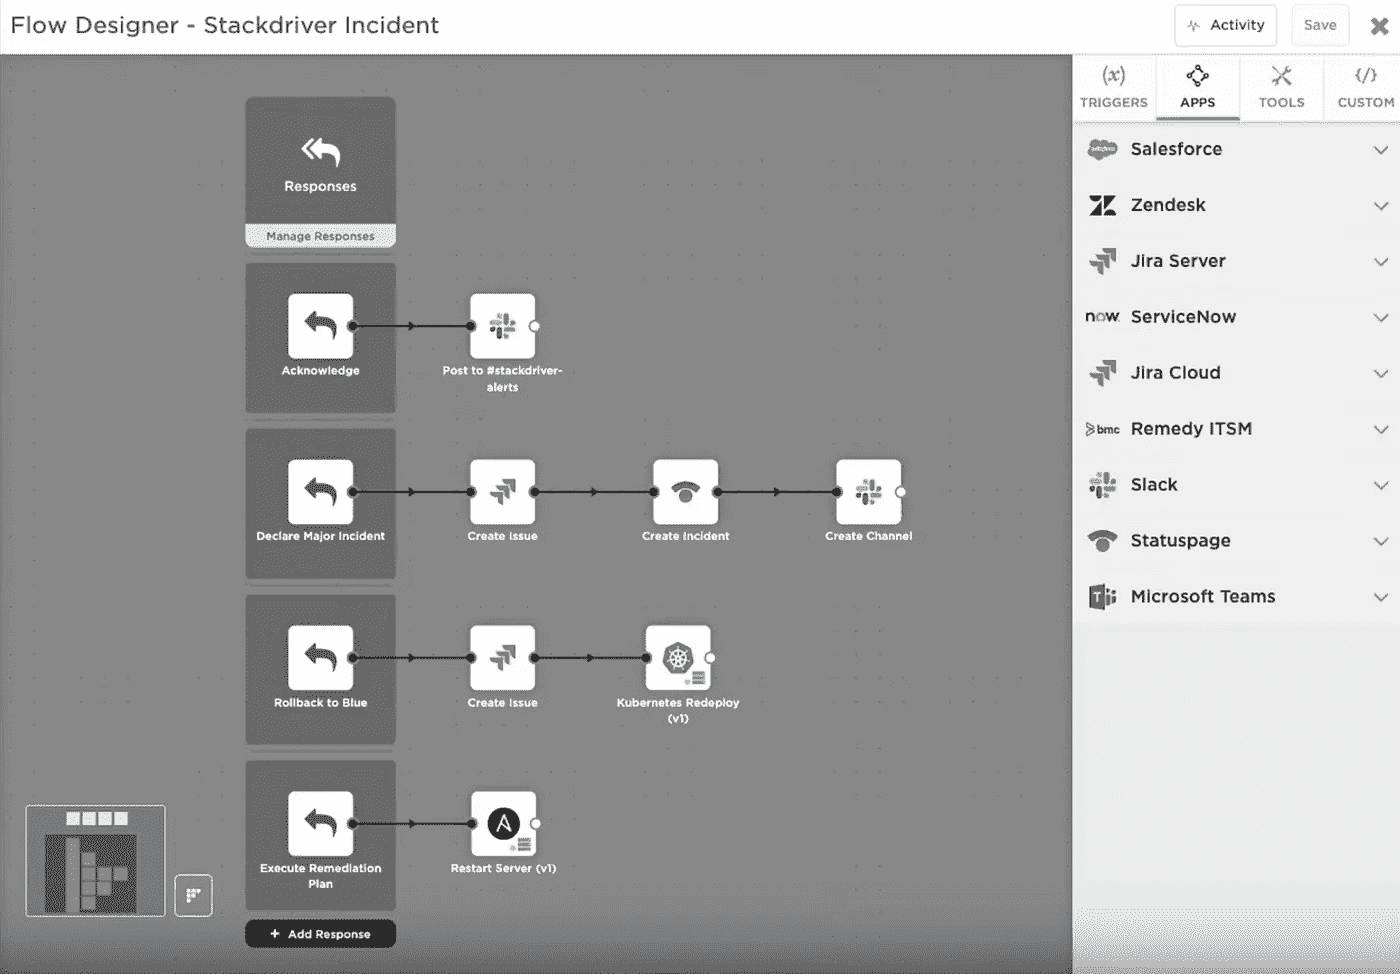 Flow Designer - Stackdriver Incident
Activity
Save
(x)
TRIGGERS
APPS
TOOLS
</>
CUSTOM
Responses
Manage Responses
Acknowledge
Post to #stackdriver-
alerts
Declare Major Incident
Create Issue
Create Incident
Create Channel
Rollback to Blue
Create Issue
Kubernetes Redeploy
(v1)
Execute Remediation
Plan
Restart Server (v1)
+ Add Response
Salesforce
Zendesk
Jira Server
now
ServiceNow
Jira Cloud
bmc
Remedy ITSM
Slack
Statuspage
Microsoft Teams